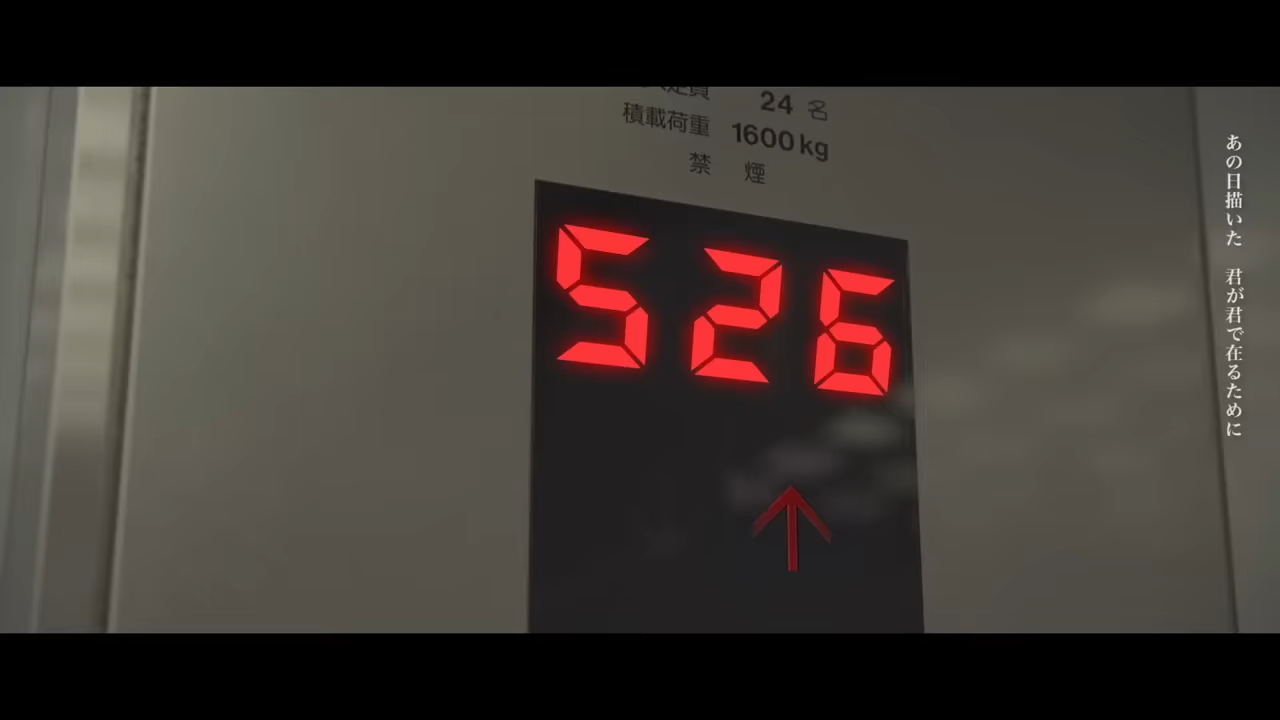 24 名
積載荷重 1600kg
禁 煙
526
あの日描いた 君が君で在るために